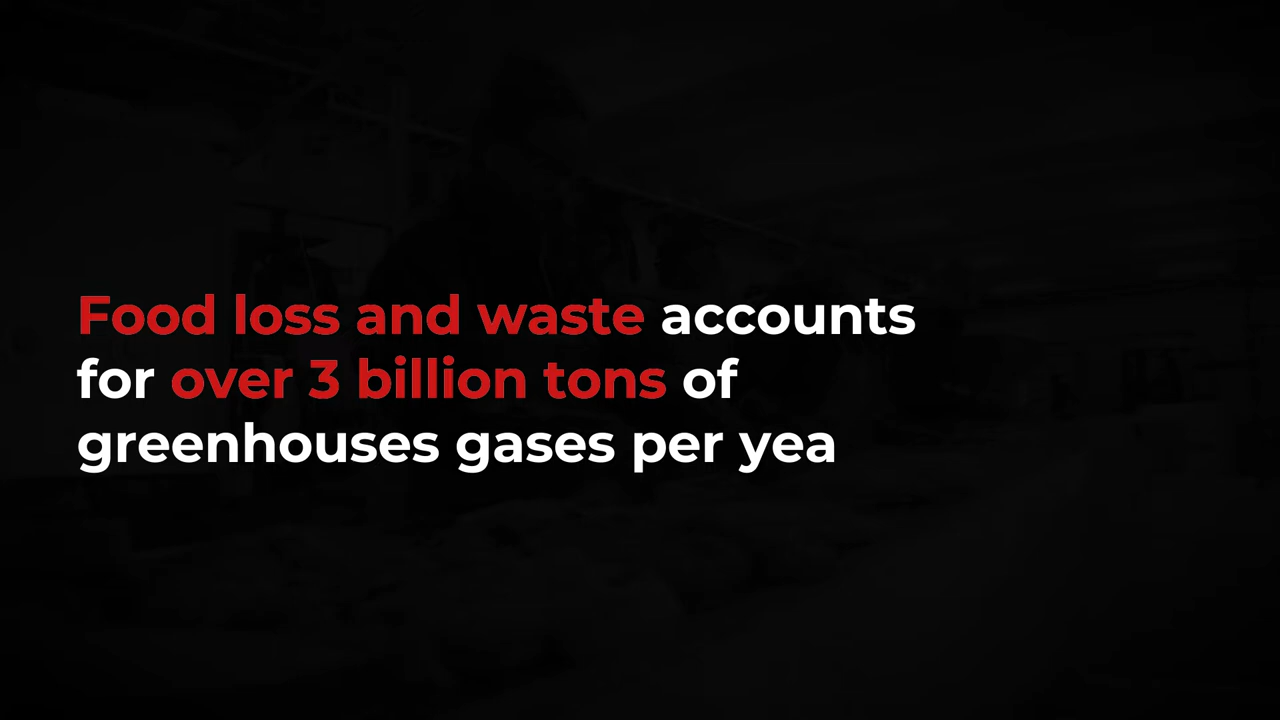 Food loss and waste accounts
for over 3 billion tons of
greenhouses gases per yea